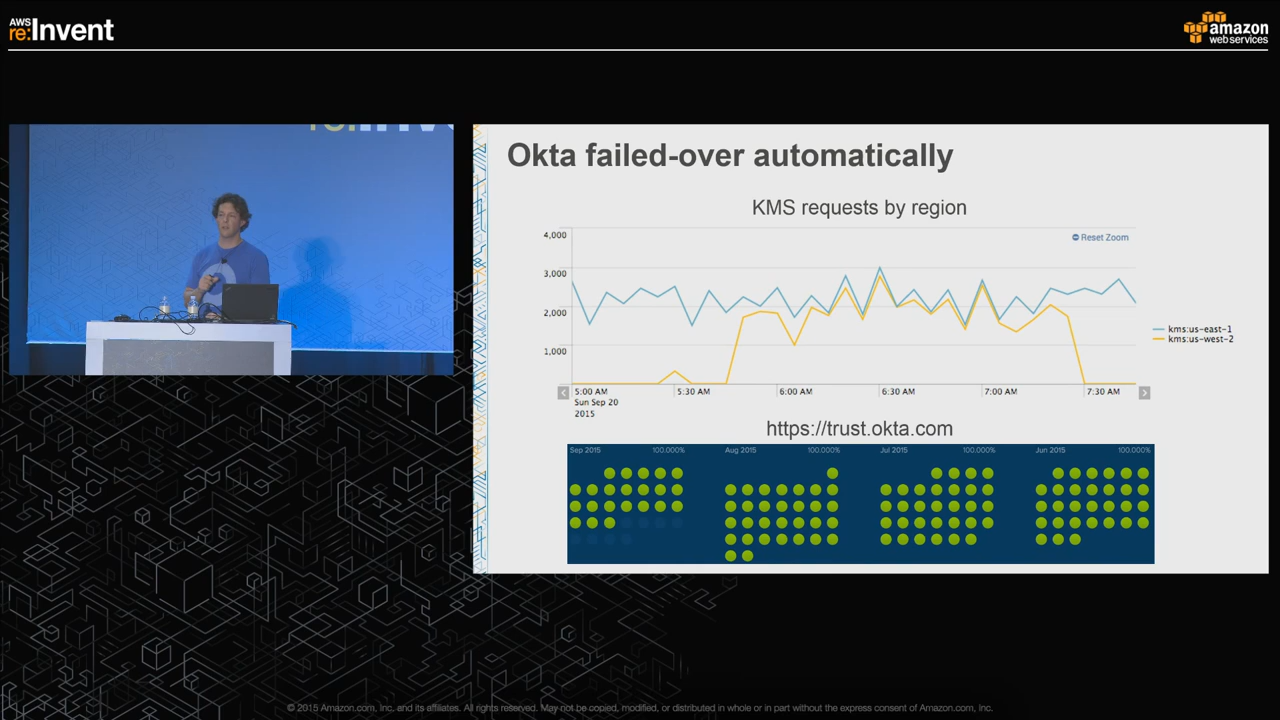 AWS
re:Invent
amazon
web services
Okta failed-over automatically
KMS requests by region
4,000
Reset Zoom
3,000
2,000
1,000
kms:us-east-1
kms:us-west-2
5:00 AM
5:30 AM
6:00 AM
6:30 AM
7:00 AM
7:30 AM
Sun Sep 20
2015
https://trust.okta.com
Sep 2015 100.000% Aug 2015 100.000% Jul 2015 100.000% Jun 2015 100.000%
© 2015 Amazon.com, Inc. and its affiliates. All rights reserved. May not be copied, modified, or distributed in whole or in part without the express consent of Amazon.com, Inc.